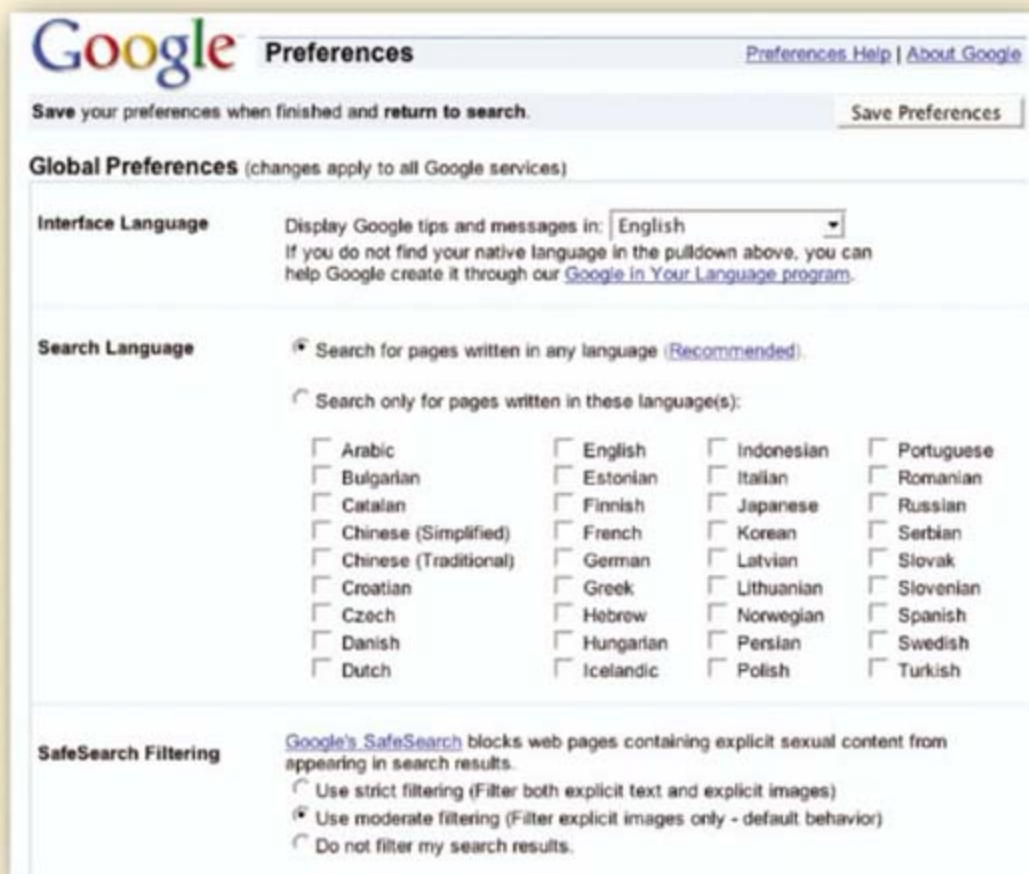 Google Preferences Preferences Help | About Google
Save your preferences when finished and return to search. Save Preferences
Global Preferences (changes apply to all Google services)
Interface Language Display Google tips and messages in: English
If you do not find your native language in the pulldown above, you can
help Google create it through our Google in Your Language program.
Search Language Search for pages written in any language (Recommended).
Search only for pages written in these language(s):
Arabic English Indonesian Portuguese
Bulgarian Estonian Italian Romanian
Catalan Finnish Japanese Russian
Chinese (Simplified) French Korean Serbian
Chinese (Traditional) German Latvian Slovak
Croatian Greek Lithuanian Slovenian
Czech Hebrew Norwegian Spanish
Danish Hungarian Persian Swedish
Dutch Icelandic Polish Turkish
SafeSearch Filtering Google's SafeSearch blocks web pages containing explicit sexual content from
appearing in search results.
Use strict filtering (Filter both explicit text and explicit images)
Use moderate filtering (Filter explicit images only - default behavior)
Do not filter my search results.